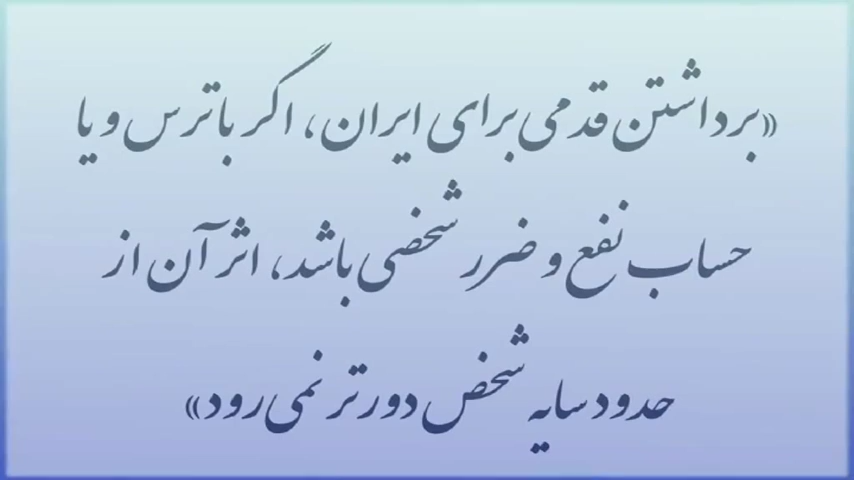 «برداشتن قدمی برای ایران، اگر با ترس و یا
حساب نفع و ضرر شخصی باشد، اثر آن از
حدود سایه شخص دورتر نمی‌رود»